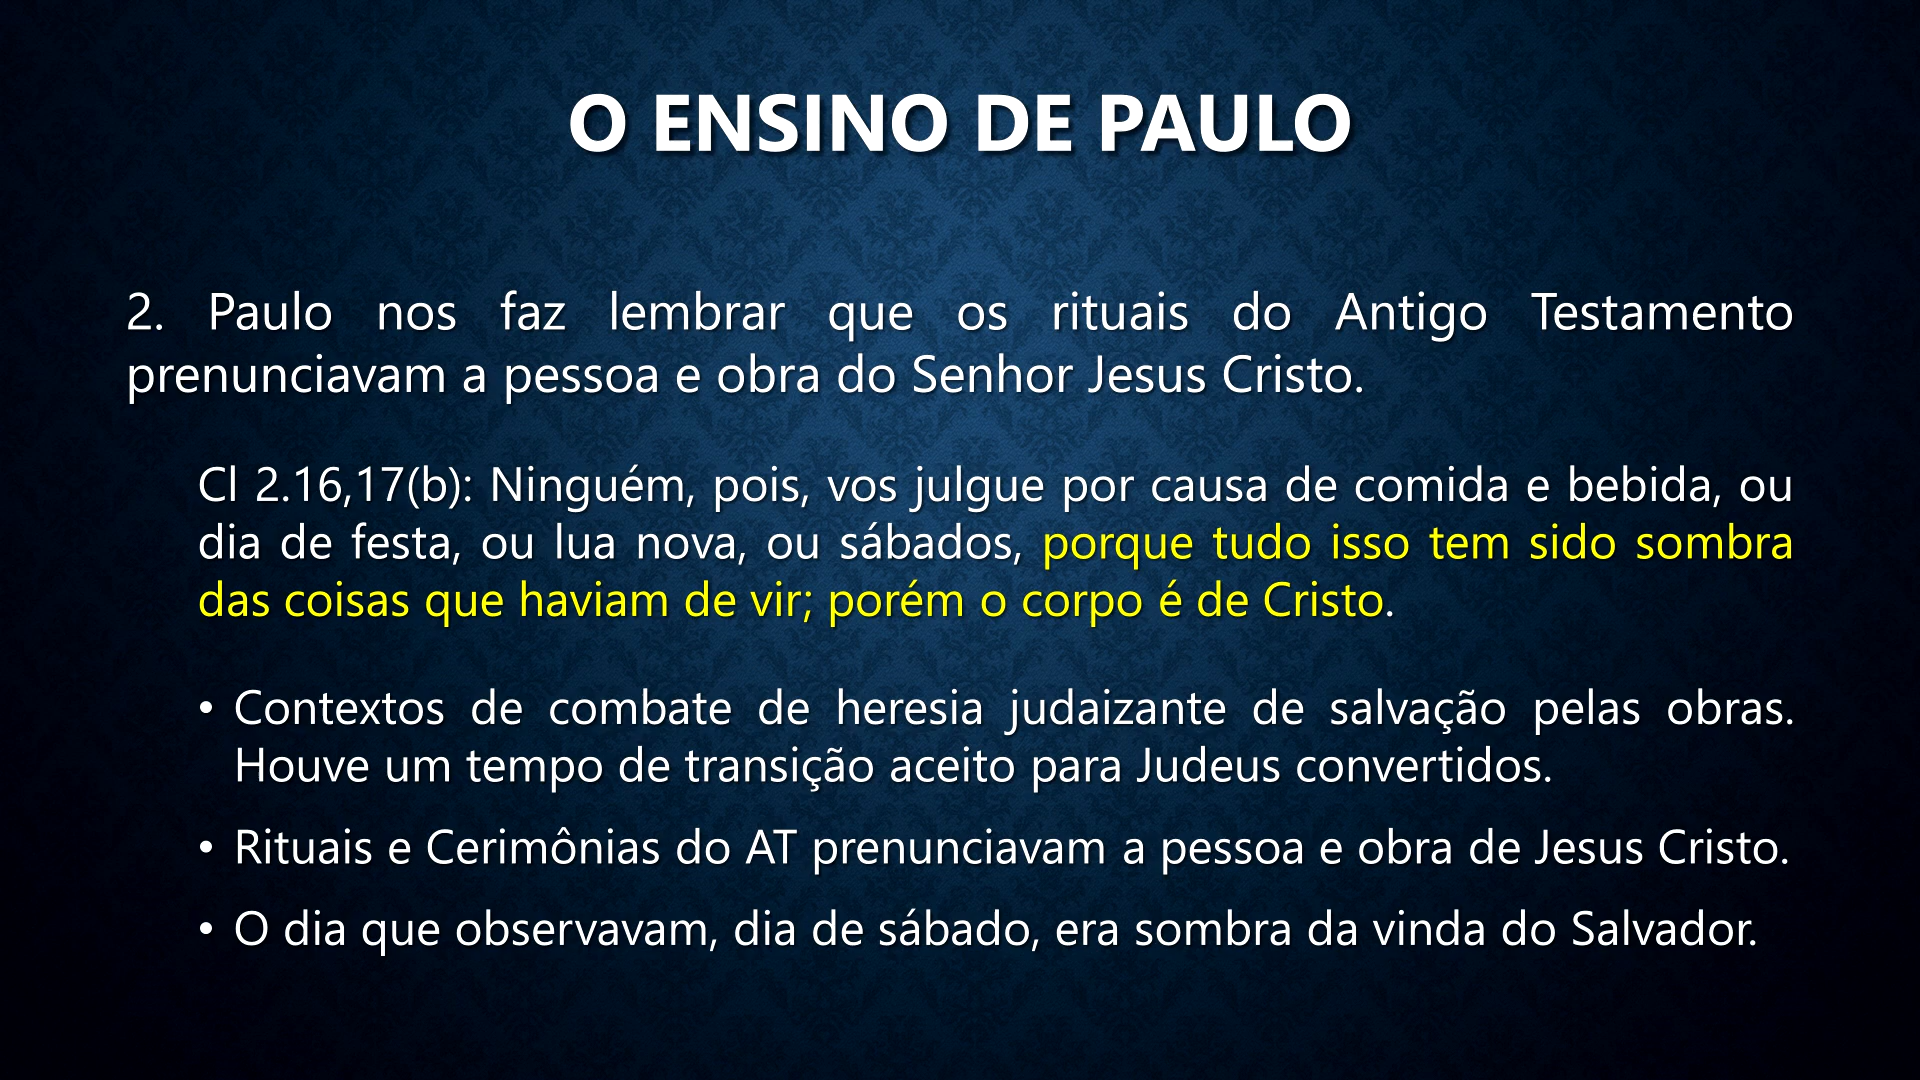 O ENSINO DE PAULO
2. Paulo nos faz lembrar que os rituais do Antigo Testamento
prenunciavam a pessoa e obra do Senhor Jesus Cristo.
Cl 2.16,17(b): Ninguém, pois, vos julgue por causa de comida e bebida, ou
dia de festa, ou lua nova, ou sábados, porque tudo isso tem sido sombra
das coisas que haviam de vir; porém o corpo é de Cristo.
• Contextos de combate de heresia judaizante de salvação pelas obras.
Houve um tempo de transição aceito para Judeus convertidos.
• Rituais e Cerimônias do AT prenunciavam a pessoa e obra de Jesus Cristo.
• O dia que observavam, dia de sábado, era sombra da vinda do Salvador.